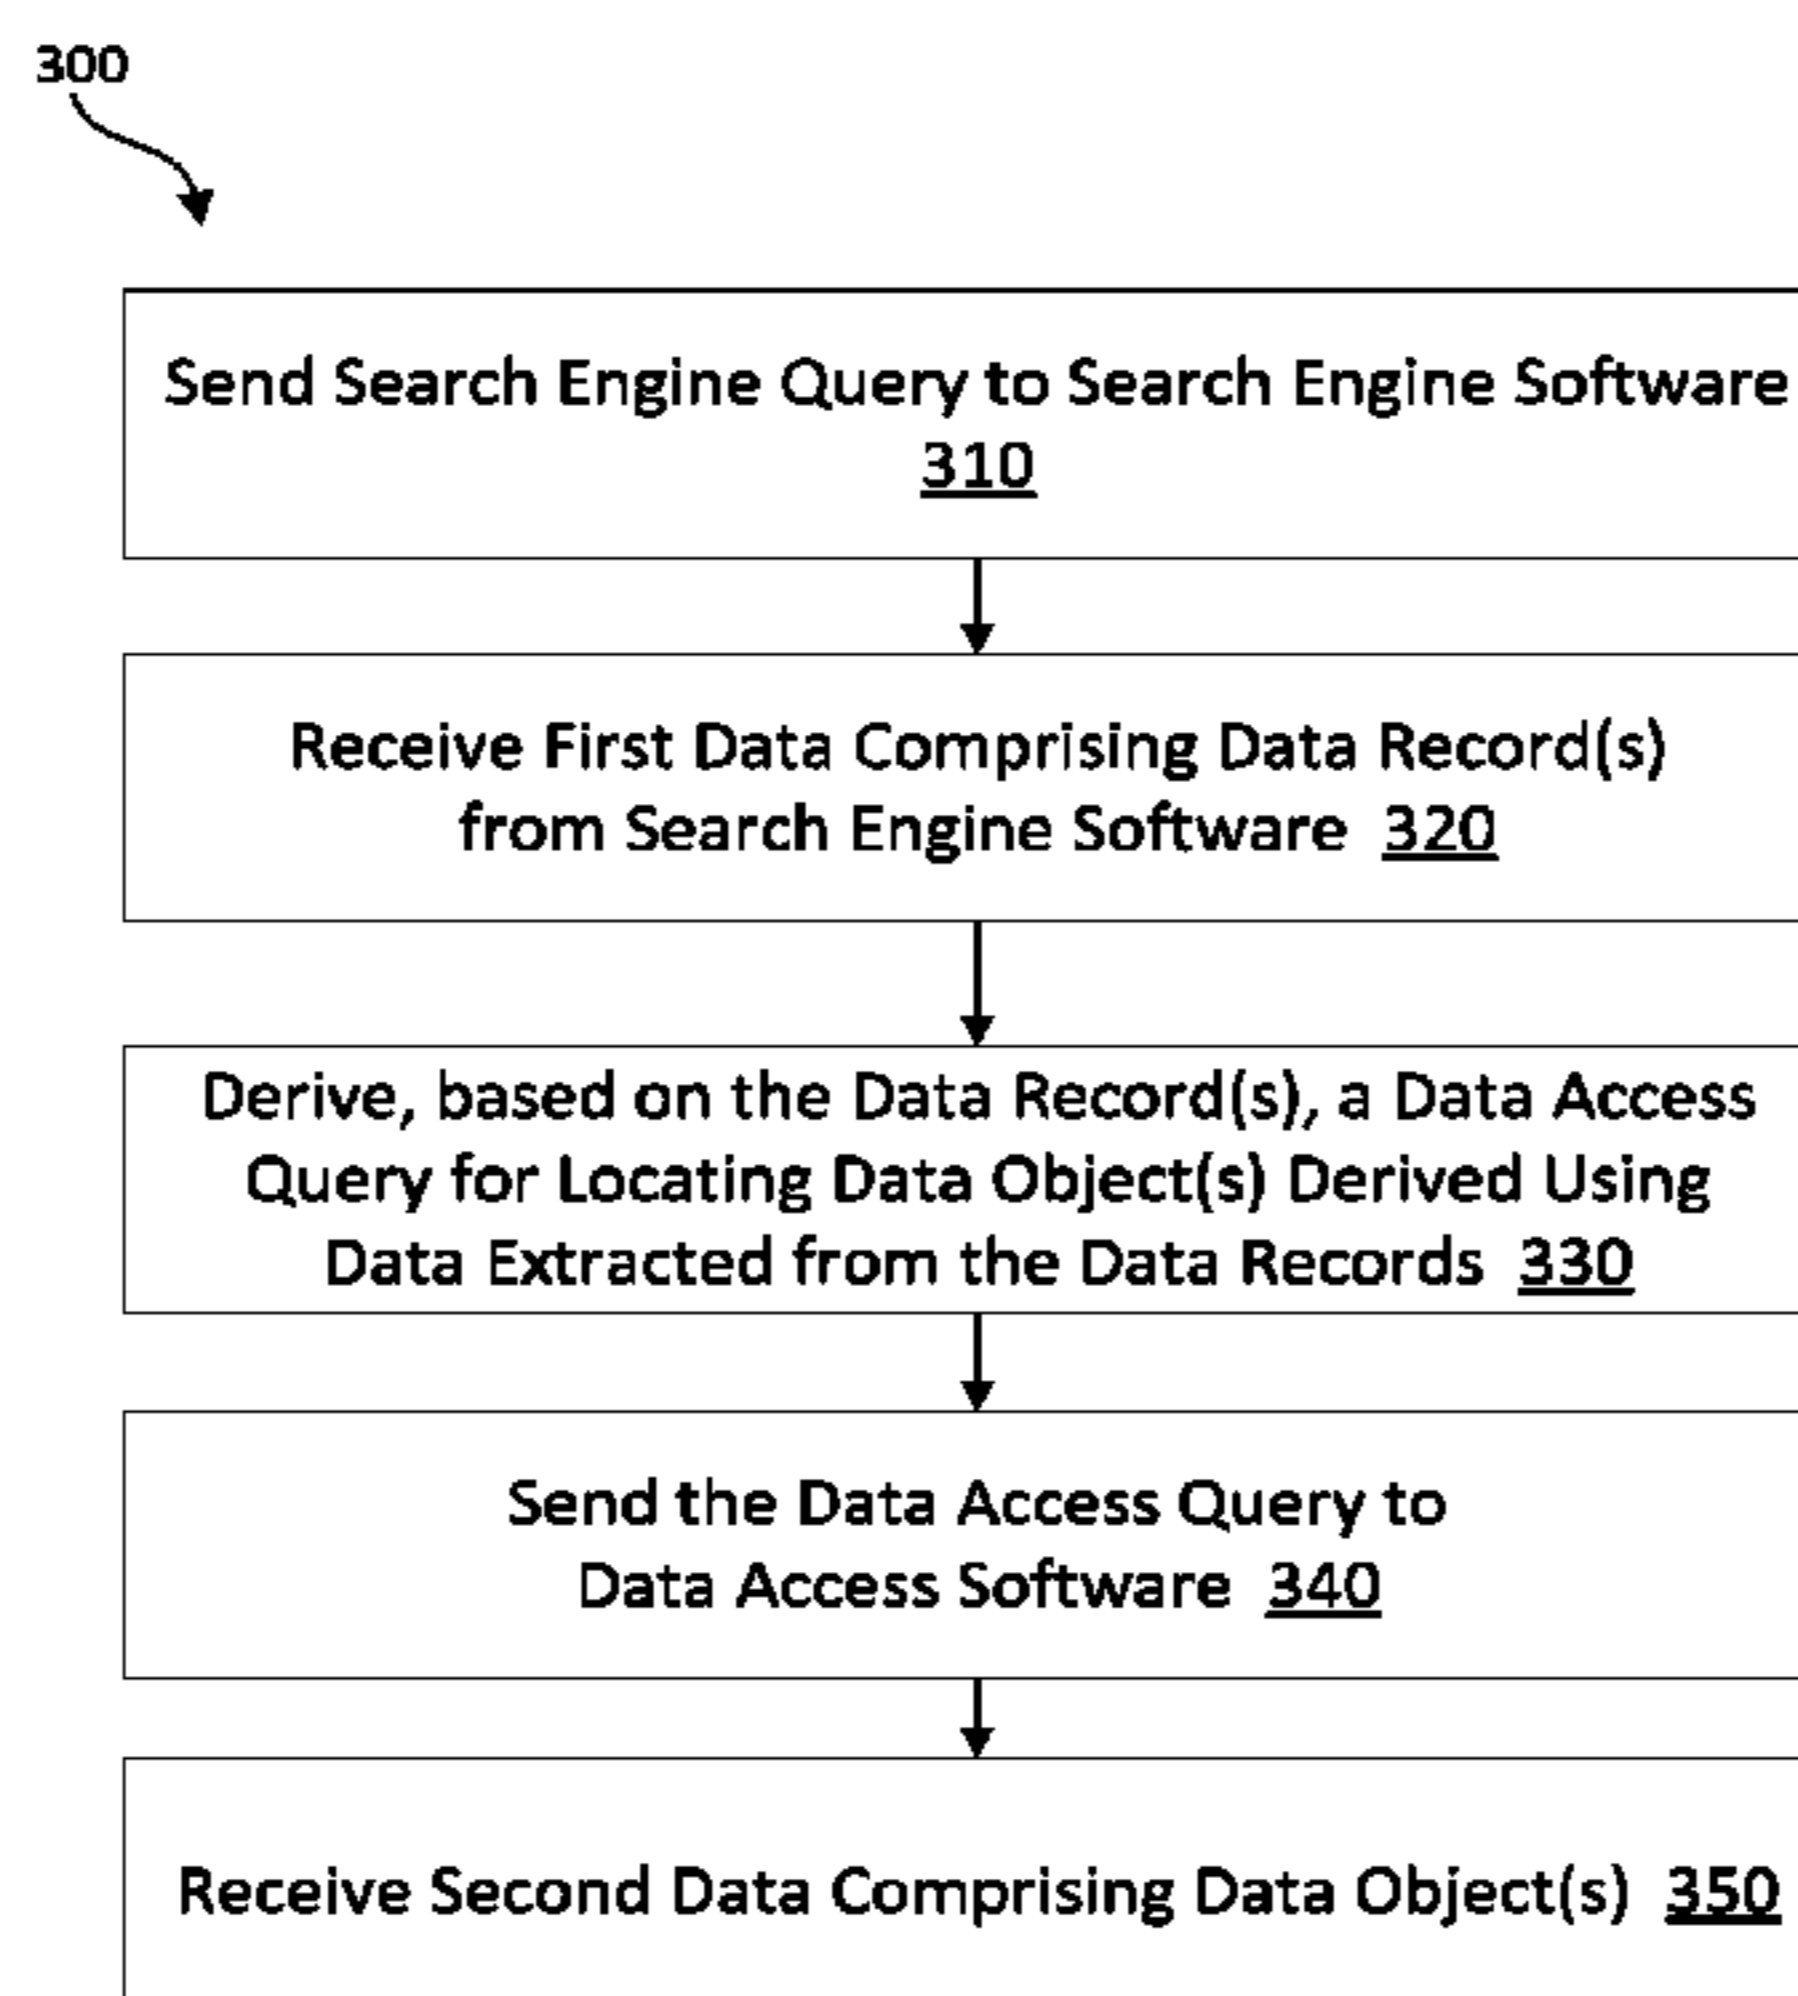 300
Send Search Engine Query to Search Engine Software
310
Receive First Data Comprising Data Record(s)
from Search Engine Software 320
Derive, based on the Data Record(s), a Data Access
Query for Locating Data Object(s) Derived Using
Data Extracted from the Data Records 330
Send the Data Access Query to
Data Access Software 340
Receive Second Data Comprising Data Object(s) 350